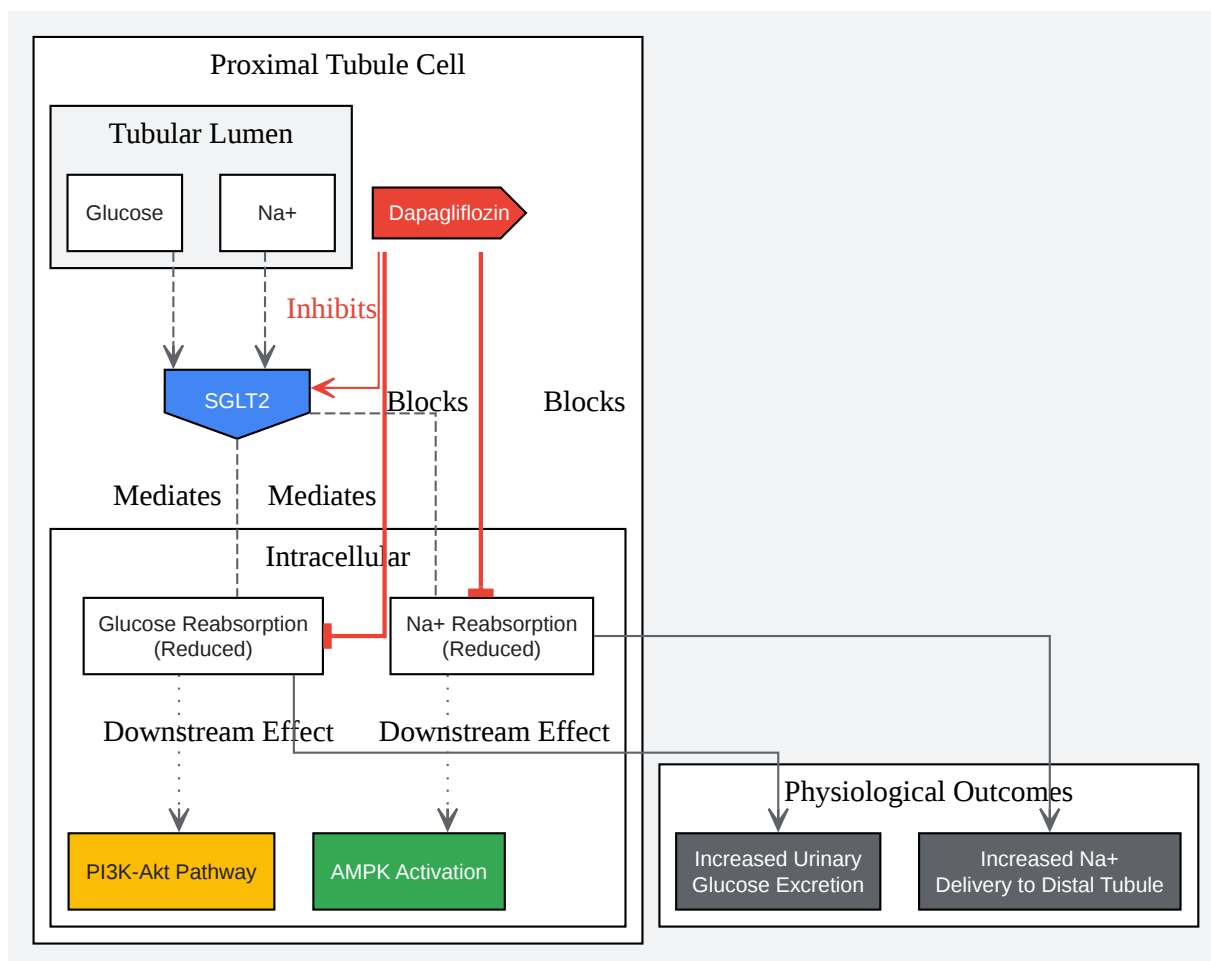 Proximal Tubule Cell
Tubular Lumen
Glucose
Na+
Dapagliflozin
Inhibits
SGLT2
Blocks
Blocks
Mediates
Mediates
Intracellular
Glucose Reabsorption
(Reduced)
Na+ Reabsorption
(Reduced)
Downstream Effect
Downstream Effect
Physiological Outcomes
PI3K-Akt Pathway
AMPK Activation
Increased Urinary
Glucose Excretion
Increased Na+
Delivery to Distal Tubule